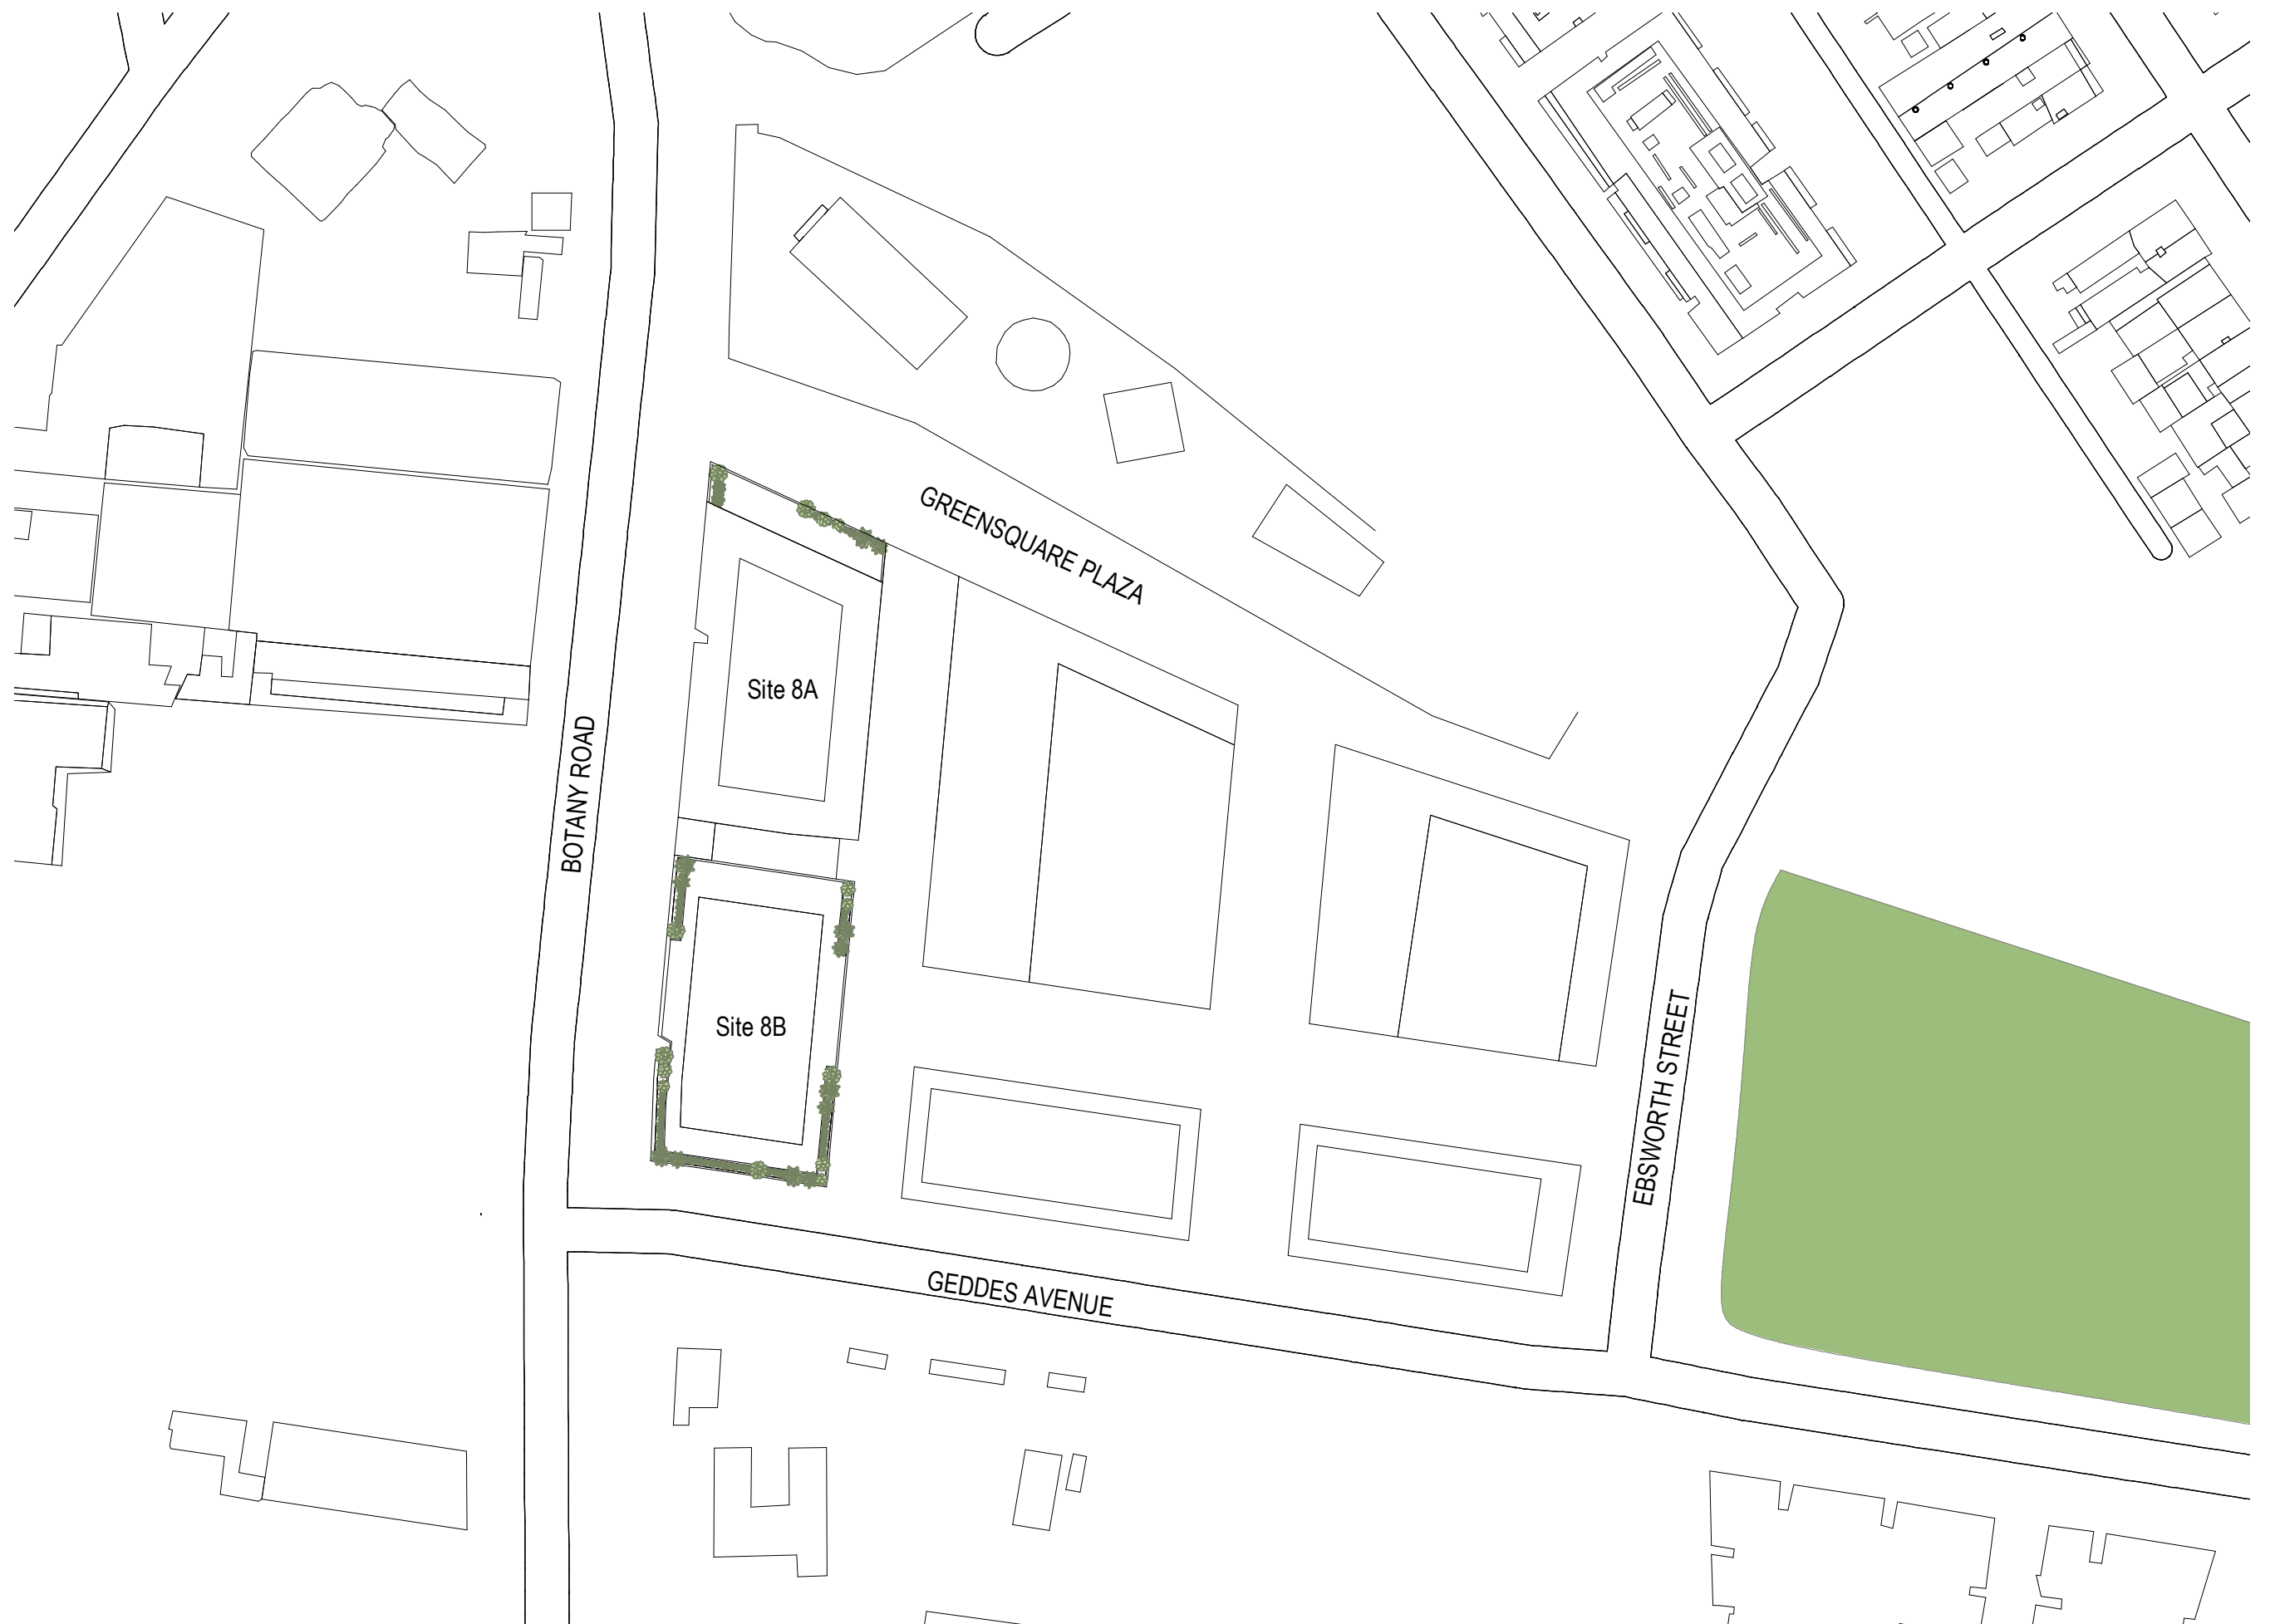 GREENSQUARE PLAZA
Site 8A
BOTANY ROAD
Site 8B
EBSWORTH STREET
GEDDES AVENUE